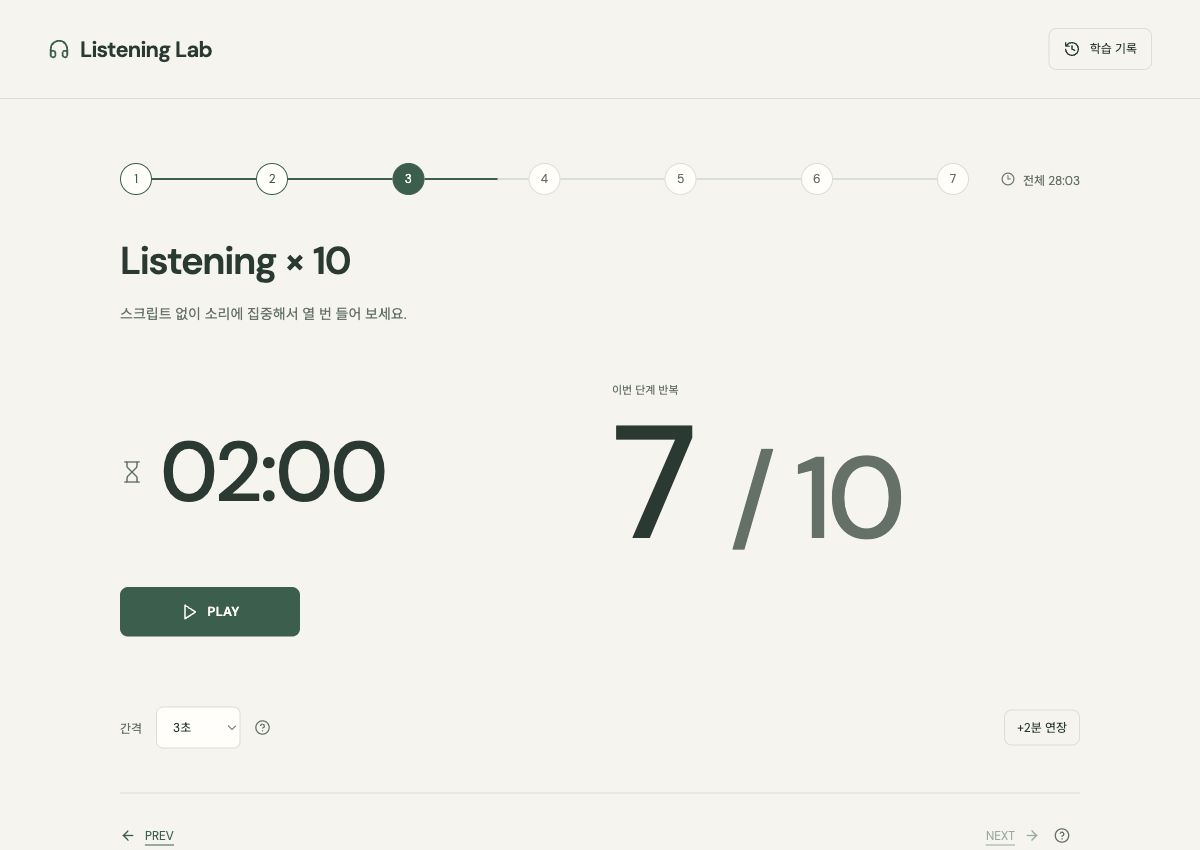 Listening Lab
학습 기록
1 2 3 4 5 6 7 전체 28:03
Listening × 10
스크립트 없이 소리에 집중해서 열 번 들어 보세요.
이번 단계 반복
02:00
7 / 10
PLAY
간격 3초 ? +2분 연장
PREV NEXT ?